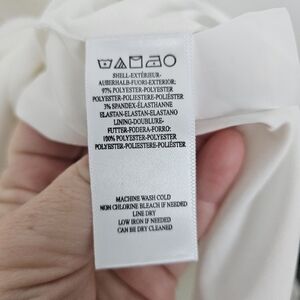 SHELL-EXTÉRIEUR-
AUßERHALB-FUORI-EXTERIOR:
97% POLYESTER-POLYESTER
POLYESTER-POLIESTERE-POLIÉSTER
3% SPANDEX-ÉLASTHANNE
ELASTAN-ELASTAN-ELASTANO
LINING-DOUBLURE-
FUTTER-FODERA-FORRO:
100% POLYESTER-POLYESTER
POLYESTER-POLIESTERE-POLIÉSTER
MACHINE WASH COLD
NON CHLORINE BLEACH IF NEEDED
LINE DRY
LOW IRON IF NEEDED
CAN BE DRY CLEANED